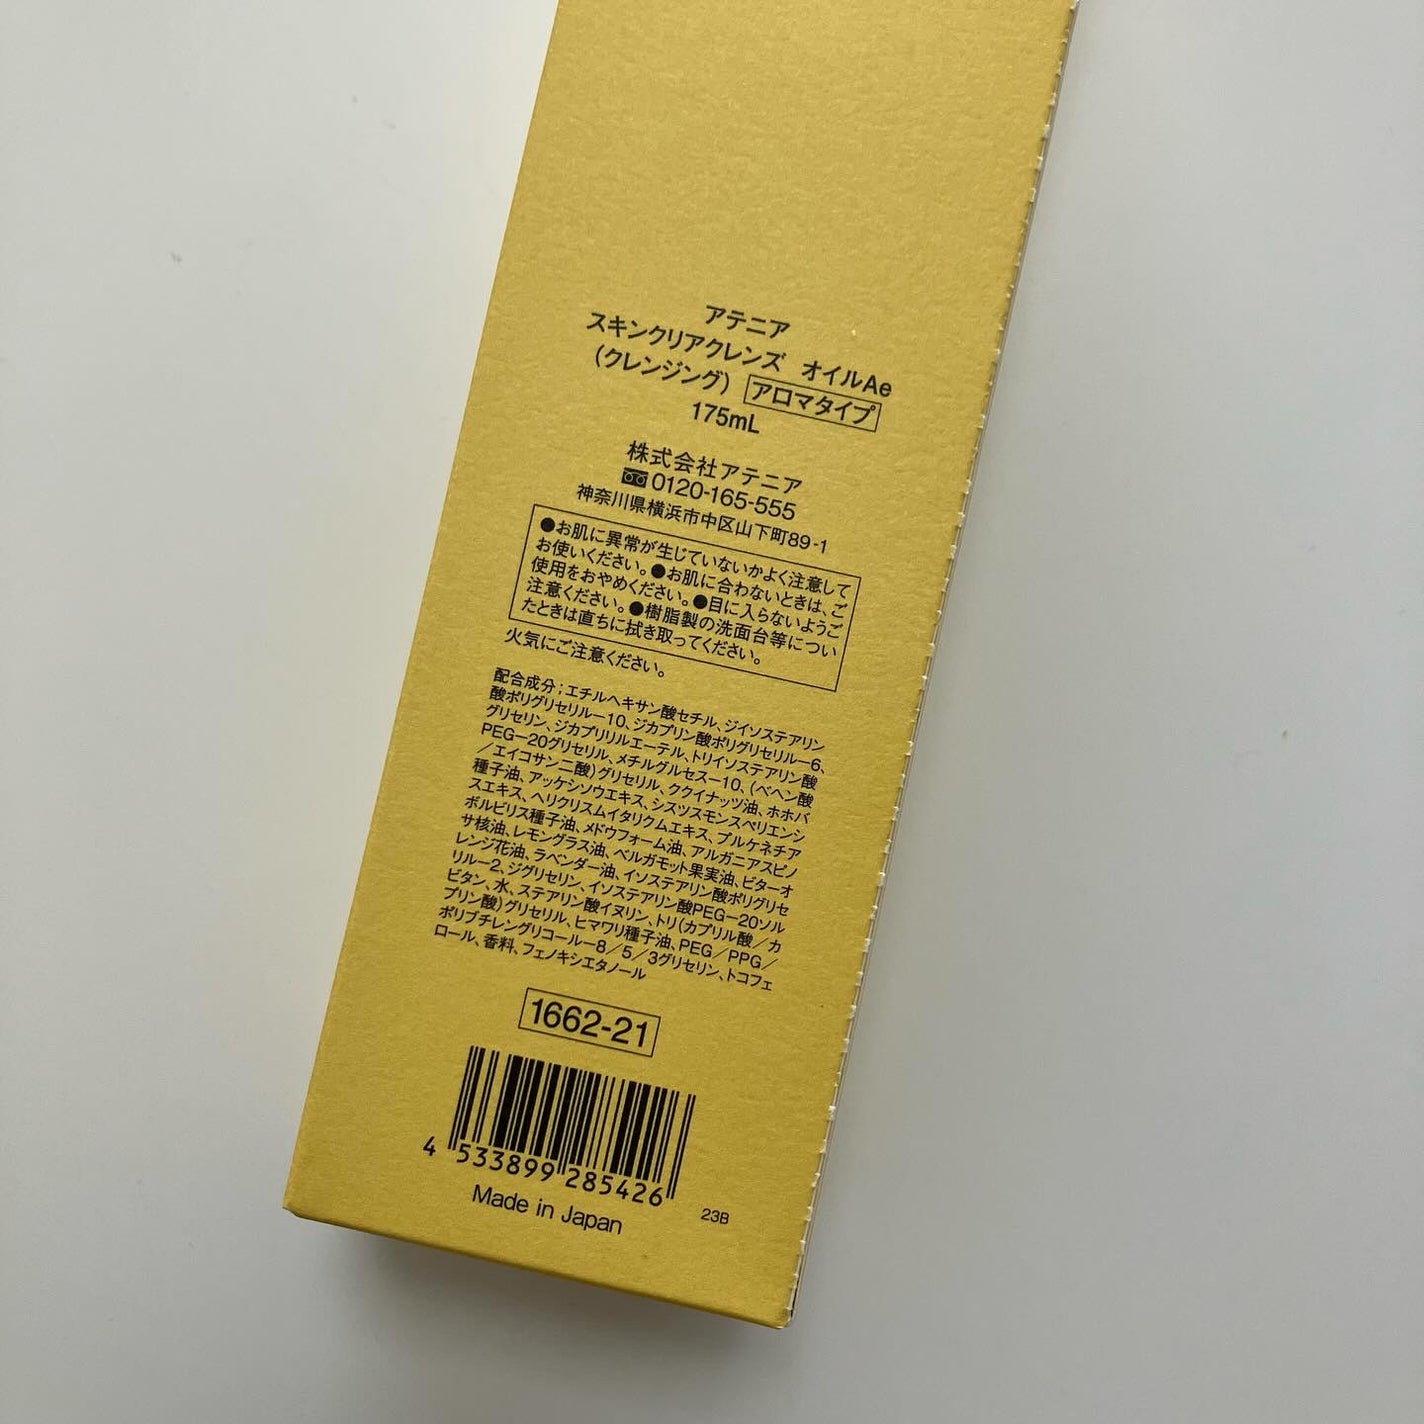 アテニア
スキンクリアクレンズ オイルAe
(クレンジング) アロマタイプ
175mL
株式会社アテニア
0120-165-555
神奈川県横浜市中区山下町89-1
●お肌に異常が生じていないかよく注意して
お使いください。●お肌に合わないときは、ご
使用をおやめください。●目に入らないようご
注意ください。●樹脂製の洗面台等につい
たときは直ちに拭き取ってください。
火気にご注意ください。
配合成分;エチルヘキサン酸セチル、ジイソステアリン
酸ポリグリセリル-10、ジカプリン酸ポリグリセリル-6、
グリセリン、ジカプリリルエーテル、トリイソステアリン酸
PEG-20グリセリル、メチルグルセス-10、(ベヘン酸
/エイコサン二酸)グリセリル、ククイナッツ油、ホホバ
種子油、アッケシソウエキス、シスツスモンスペリエンシ
スエキス、ヘリクリスムイタリクムエキス、プルケネチア
ボルビリス種子油、メドウフォーム油、アルガニアスピノ
サ核油、レモングラス油、ベルガモット果実油、ビターオ
レンジ花油、ラベンダー油、イソステアリン酸ポリグリセ
リル-2、ジグリセリン、イソステアリン酸PEG-20ソル
ビタン、水、ステアリン酸イヌリン、トリ(カプリル酸/カ
プリン酸)グリセリル、ヒマワリ種子油、PEG/PPG/
ポリブチレングリコール-8/5/3グリセリン、トコフェ
ロール、香料、フェノキシエタノール
1662-21
4 533899 285426
Made in Japan
23B